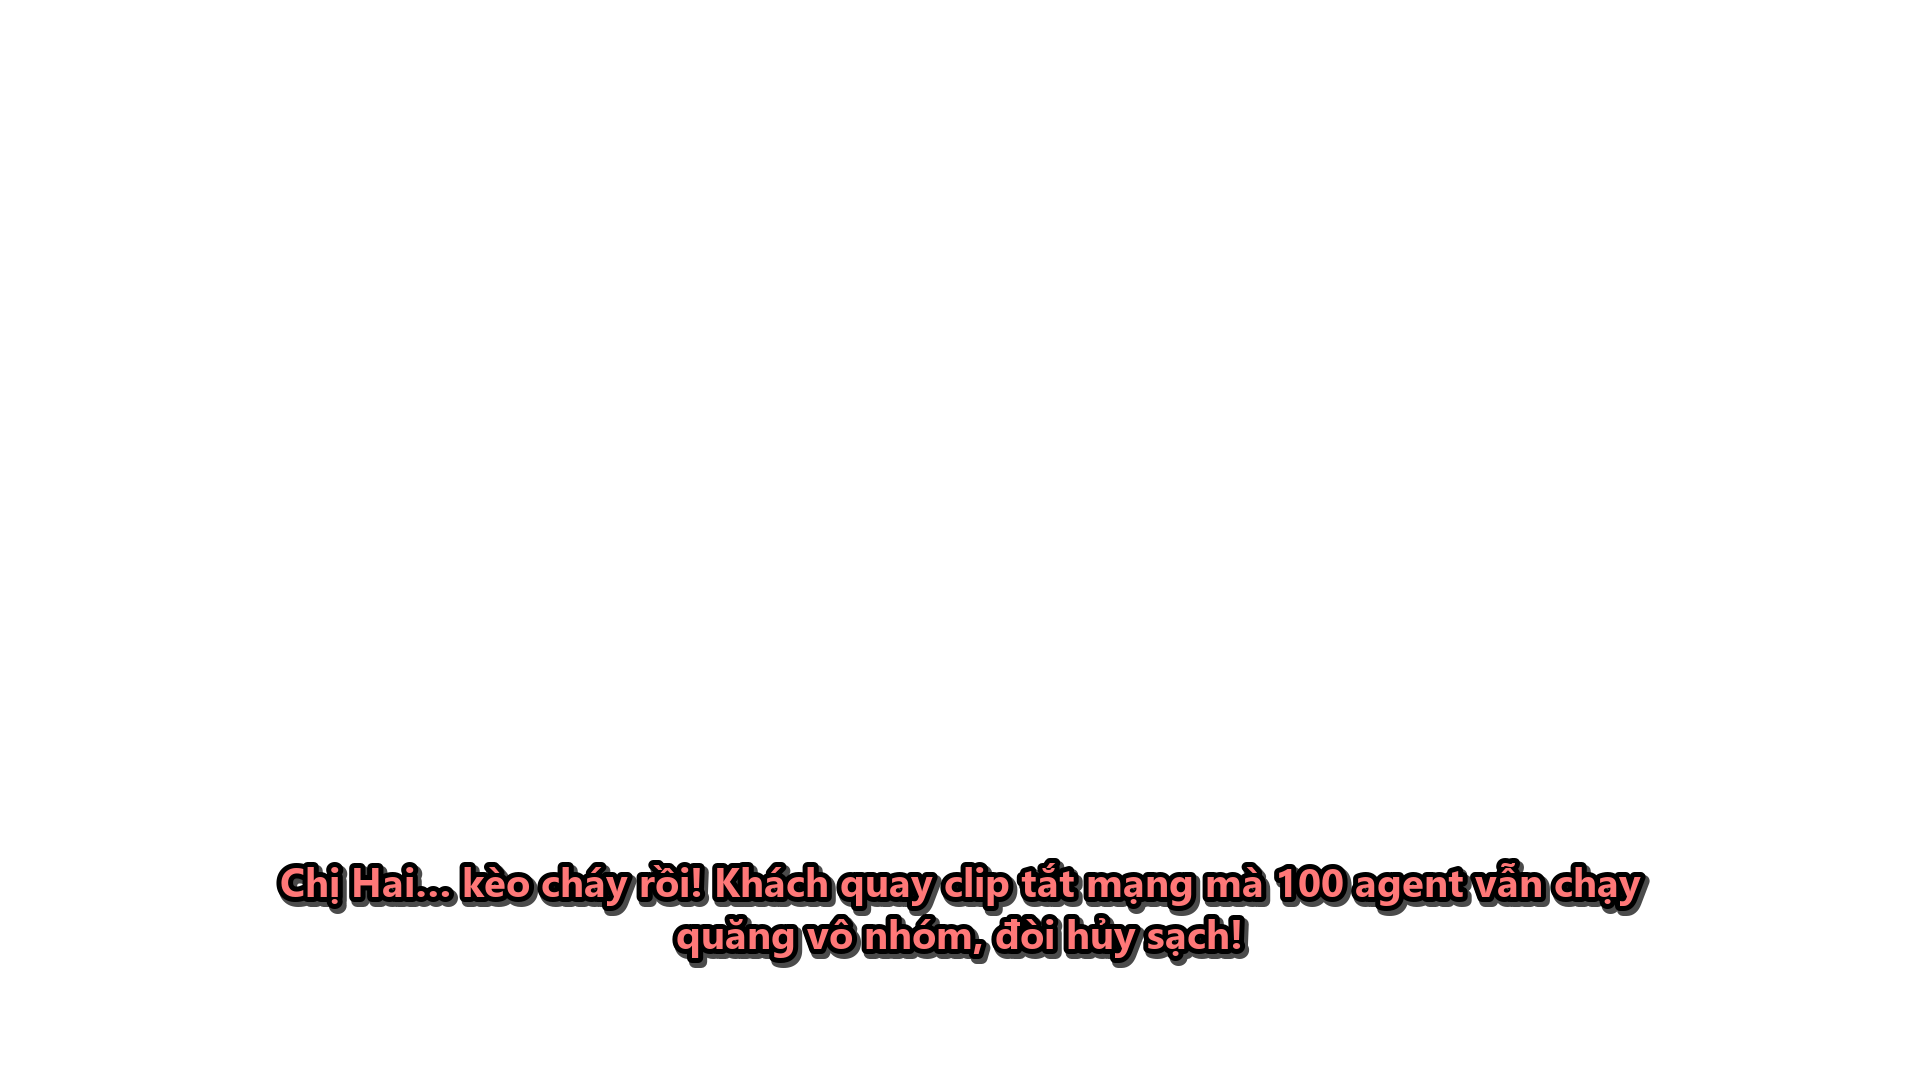 Chị Hai... kèo cháy rồi! Khách quay clip tắt mạng mà 100 agent vẫn chạy
quăng vô nhóm, đòi hủy sạch!